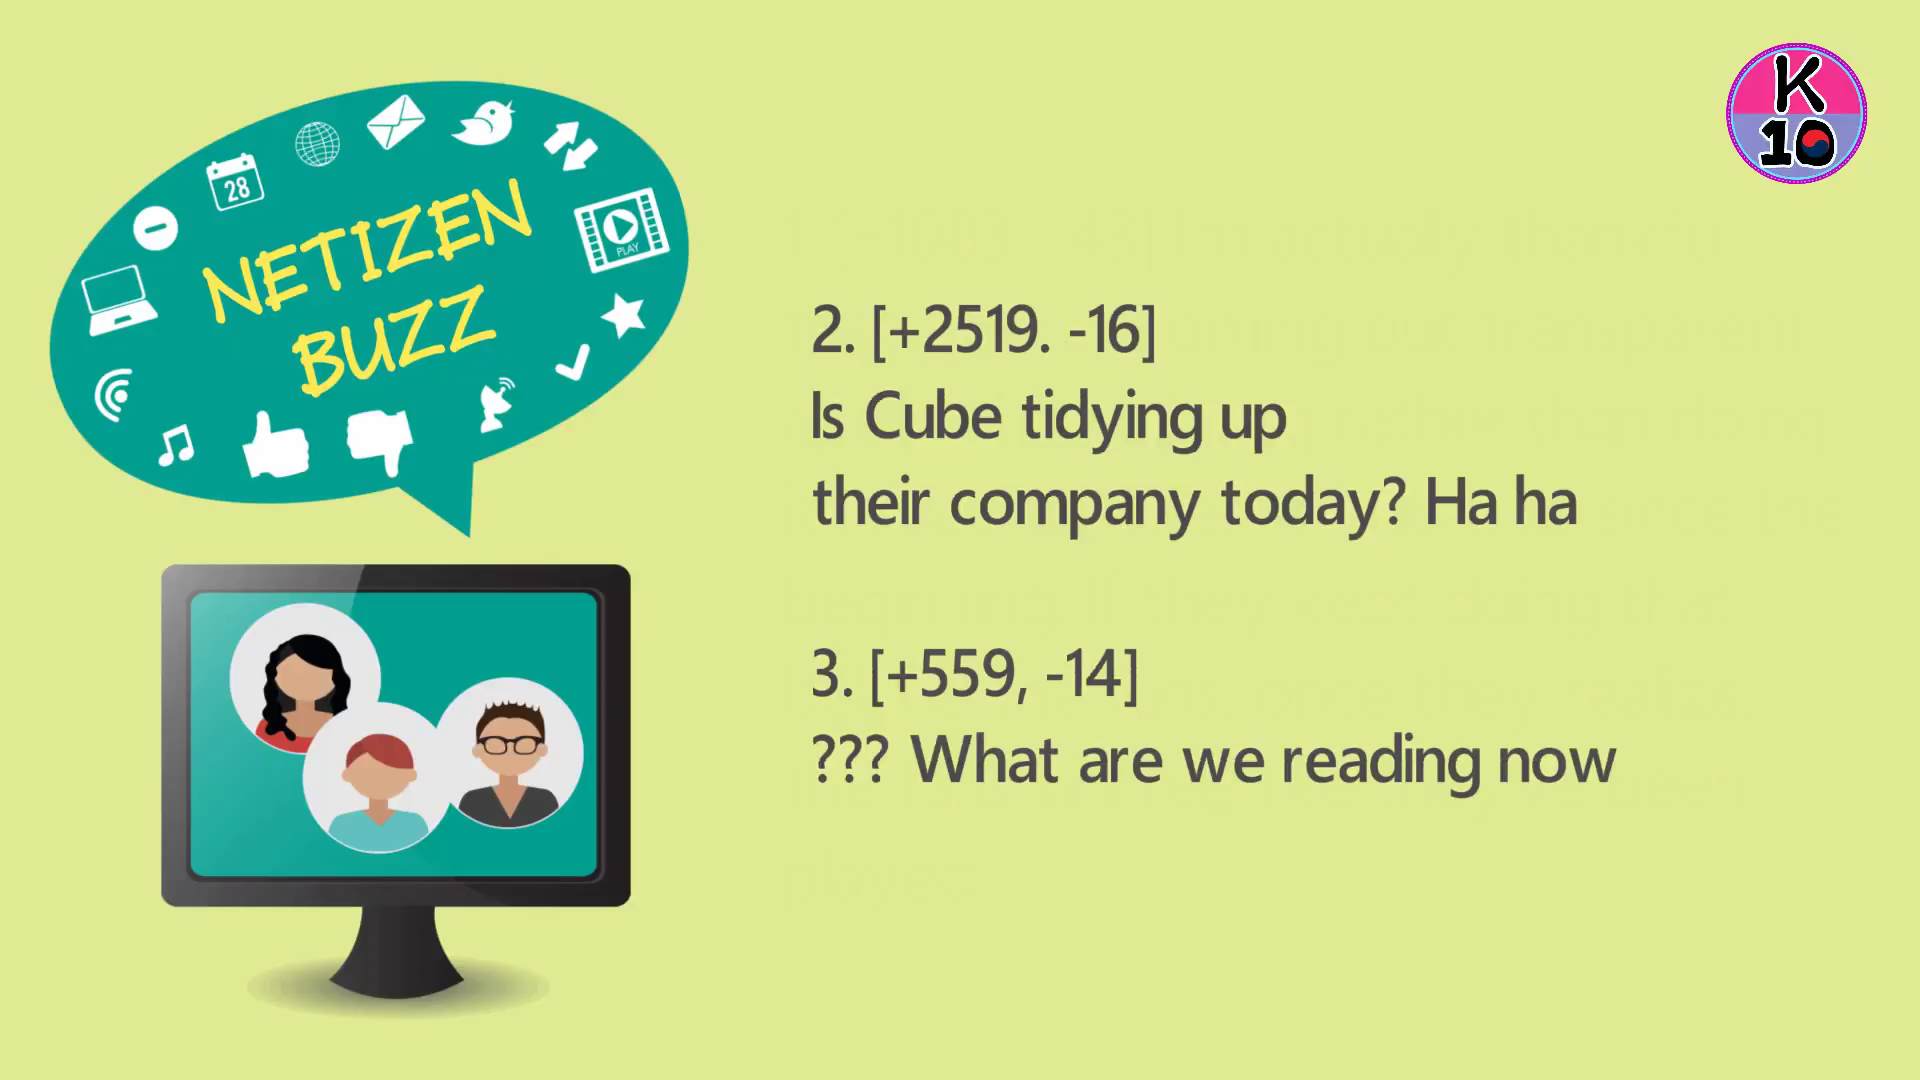 NETIZEN
BUZZ
28
PLAY
K
10
2. [+2519. -16]
Is Cube tidying up
their company today? Ha ha
3. [+559, -14]
??? What are we reading now